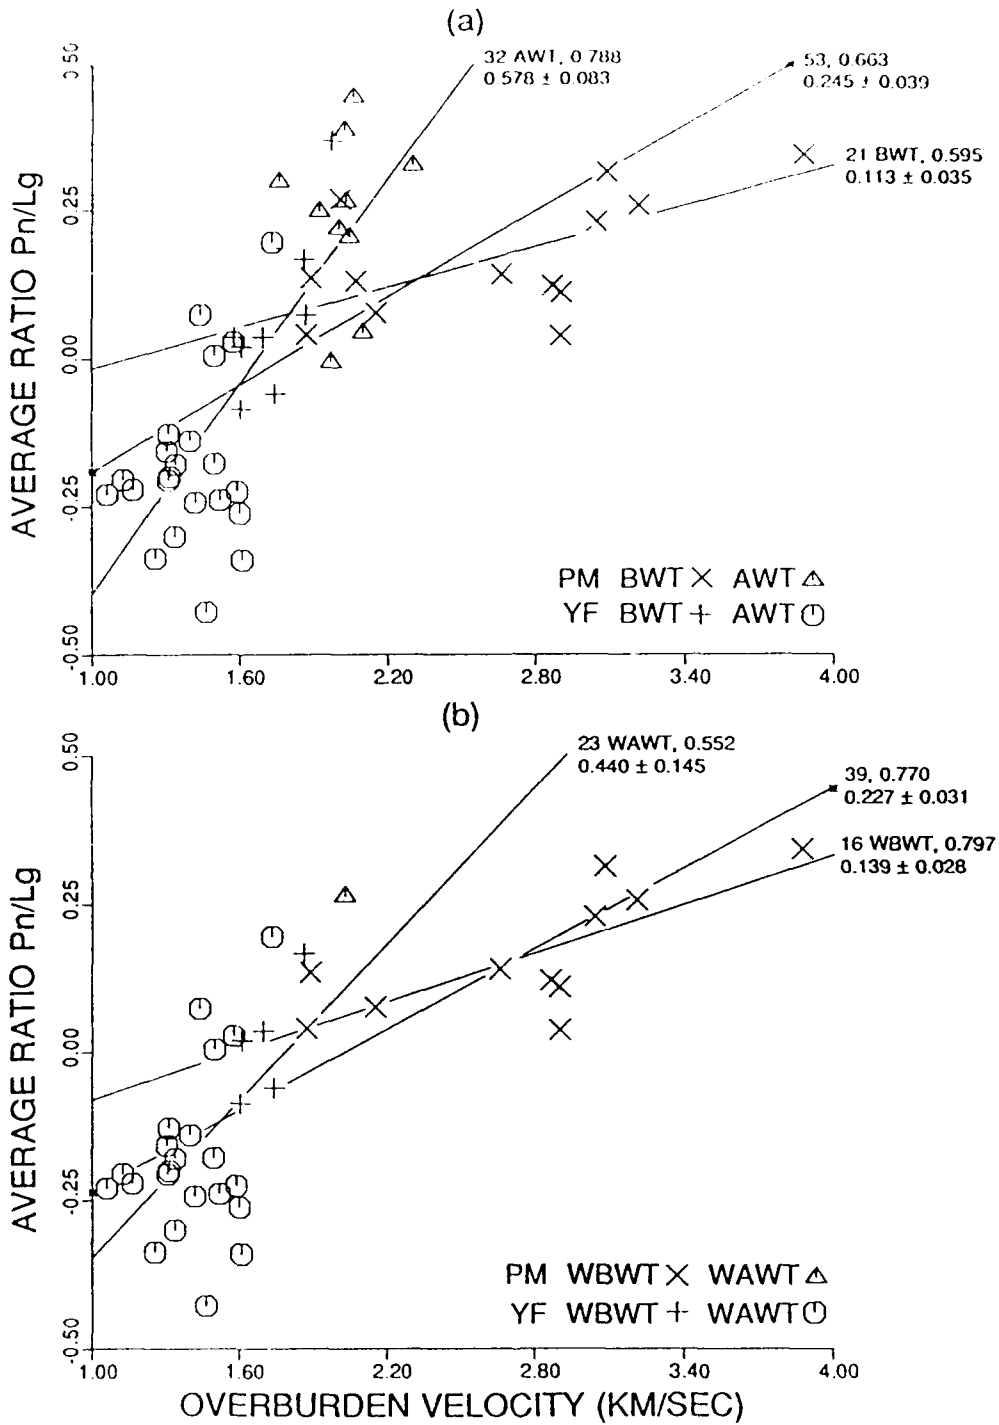 (a)
32 AWT, 0.788
0.578 ± 0.083
53, 0.663
0.245 ± 0.039
21 BWT, 0.595
0.113 ± 0.035
AVERAGE RATIO Pn/Lg
0.50
0.25
0.00
-0.25
-0.50
PM BWT AWT
YF BWT AWT
1.00 1.60 2.20 2.80 3.40 4.00
(b)
23 WAWT, 0.552
0.440 ± 0.145
39, 0.770
0.227 ± 0.031
16 WBWT, 0.797
0.139 ± 0.028
AVERAGE RATIO Pn/Lg
0.50
0.25
0.00
-0.25
-0.50
PM WBWT WAWT
YF WBWT WAWT
1.00 1.60 2.20 2.80 3.40 4.00
OVERBURDEN VELOCITY (KM/SEC)